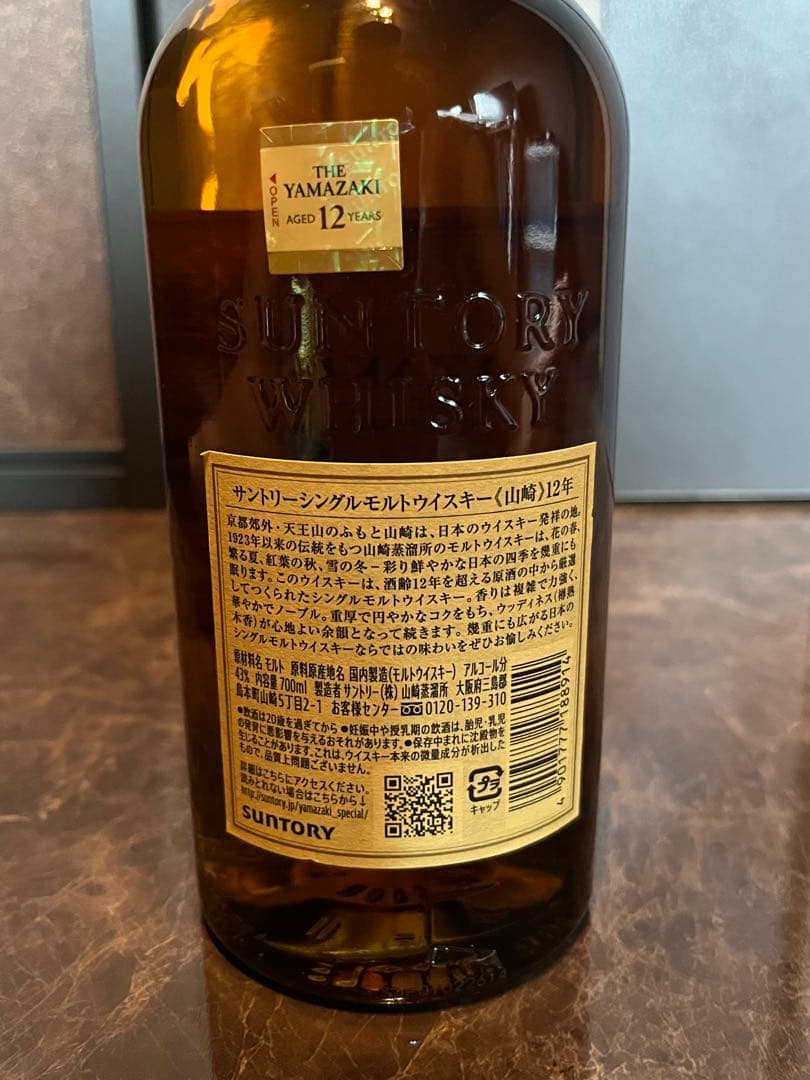 OPEN
THE
YAMAZAKI
AGED 12 YEARS
SUNTORY
WHISKY
サントリーシングルモルトウイスキー《山崎》12年
京都郊外・天王山のふもと山崎は、日本のウイスキー発祥の地。
1923年以来の伝統をもつ山崎蒸溜所のモルトウイスキーは、花の春、
繁る夏、紅葉の秋、雪の冬−彩り鮮やかな日本の四季を幾重にも
眠ります。このウイスキーは、酒齢12年を超える原酒の中から厳選
してつくられたシングルモルトウイスキー。香りは複雑で力強く、
華やかでノーブル。重厚で円やかなコクをもち、ウッディネス(樽熟
木香)が心地よい余韻となって続きます。幾重にも広がる日本の
シングルモルトウイスキーならではの味わいをぜひお愉しみください。
原材料名 モルト 原料原産地名 国内製造(モルトウイスキー) アルコール分
43% 内容量 700ml 製造者 サントリー(株) 山崎蒸溜所 大阪府三島郡
島本町山崎5丁目2-1 お客様センター 0120-139-310
●飲酒は20歳を過ぎてから ●妊娠中や授乳期の飲酒は、胎児・乳児
の発育に悪影響を与えるおそれがあります。●保存中まれに沈殿物を
生じることがあります。これは、ウイスキー本来の微量成分が析出した
もので、品質上問題ございません。
詳細はこちらにアクセスください。
読みとれない場合はこちらから↓
http://suntory.jp/yamazaki_special/
SUNTORY
プラ
キャップ
4 901777 188914